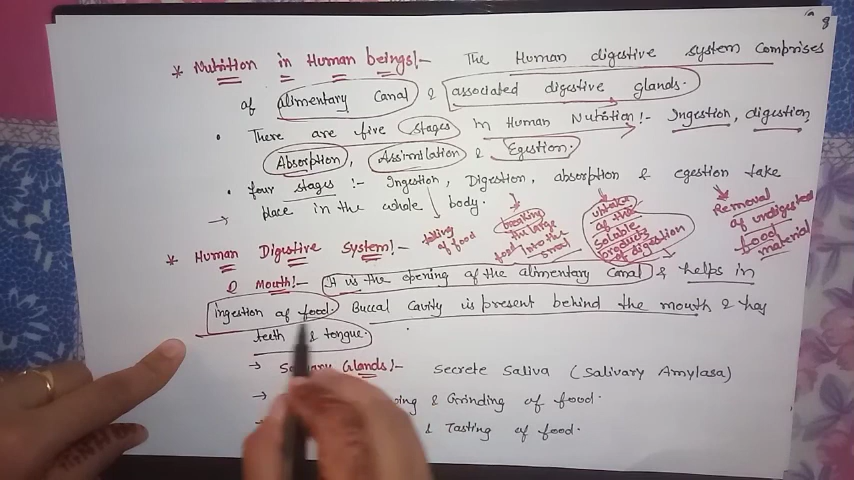 * Nutrition in Human beings!- The Human digestive system comprises
of alimentary canal & associated digestive glands.
• There are five stages in Human Nutrition!- Ingestion, digestion,
Absorption, Assimilation & Egestion.
• four stages!- Ingestion, Digestion, absorption & egestion take
→ place in the whole body.
taking of food
breaking the large food into the small
uptake of the soluble products of digestion
Removal of undigested food material
* Human Digestive System!-
Mouth!- It is the opening of the alimentary canal & helps in
ingestion of food. Buccal Cavity is present behind the mouth & has
teeth & tongue.
→ Glands!- Secrete Saliva (Salivary Amylasa)
→ & Grinding of food.
& Tasting of food.